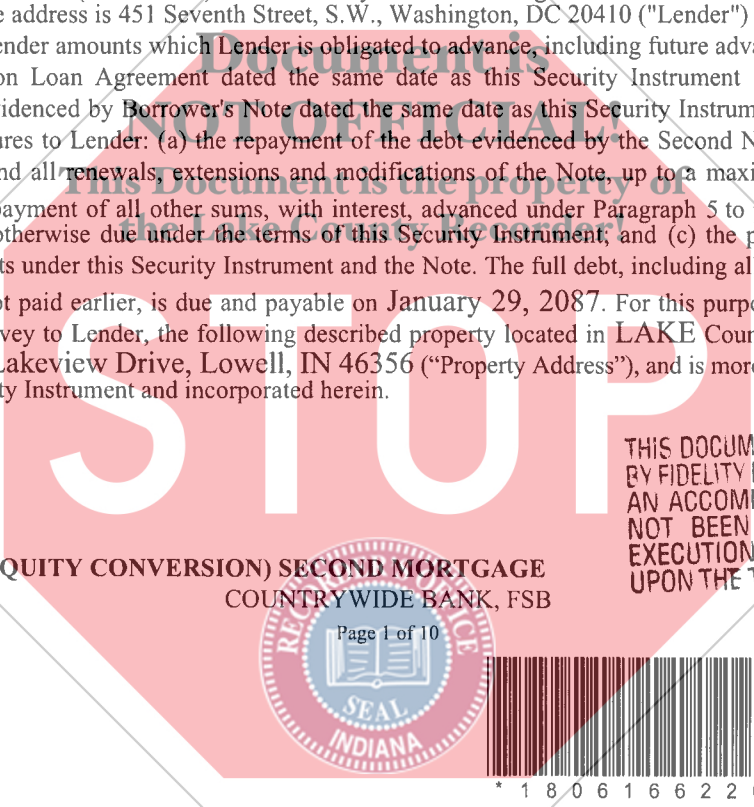 e address is 451 Seventh Street, S.W., Washington, DC 20410 ("Lender")
ender amounts which Lender is obligated to advance, including future adva
on Loan Agreement dated the same date as this Security Instrument
videnced by Borrower's Note dated the same date as this Security Instrum
ures to Lender: (a) the repayment of the debt evidenced by the Second N
nd all renewals, extensions and modifications of the Note, up to a maxi
payment of all other sums, with interest, advanced under Paragraph 5 to
otherwise due under the terms of this Security Instrument; and (c) the p
ts under this Security Instrument and the Note. The full debt, including al
ot paid earlier, is due and payable on January 29, 2087. For this purpo
vey to Lender, the following described property located in LAKE Coun
Lakeview Drive, Lowell, IN 46356 ("Property Address"), and is more
ty Instrument and incorporated herein.
Document is
NOT OFFICIAL!
This Document is the property of
the Lake County Recorder!
STOP
THIS DOCUM
BY FIDELITY
AN ACCOM
NOT BEEN
EXECUTION
UPON THE T
QUITY CONVERSION) SECOND MORTGAGE
COUNTRYWIDE BANK, FSB
Page 1 of 10
RECORDER'S OFFICE
SEAL
INDIANA
* 1 8 0 6 1 6 6 2 2